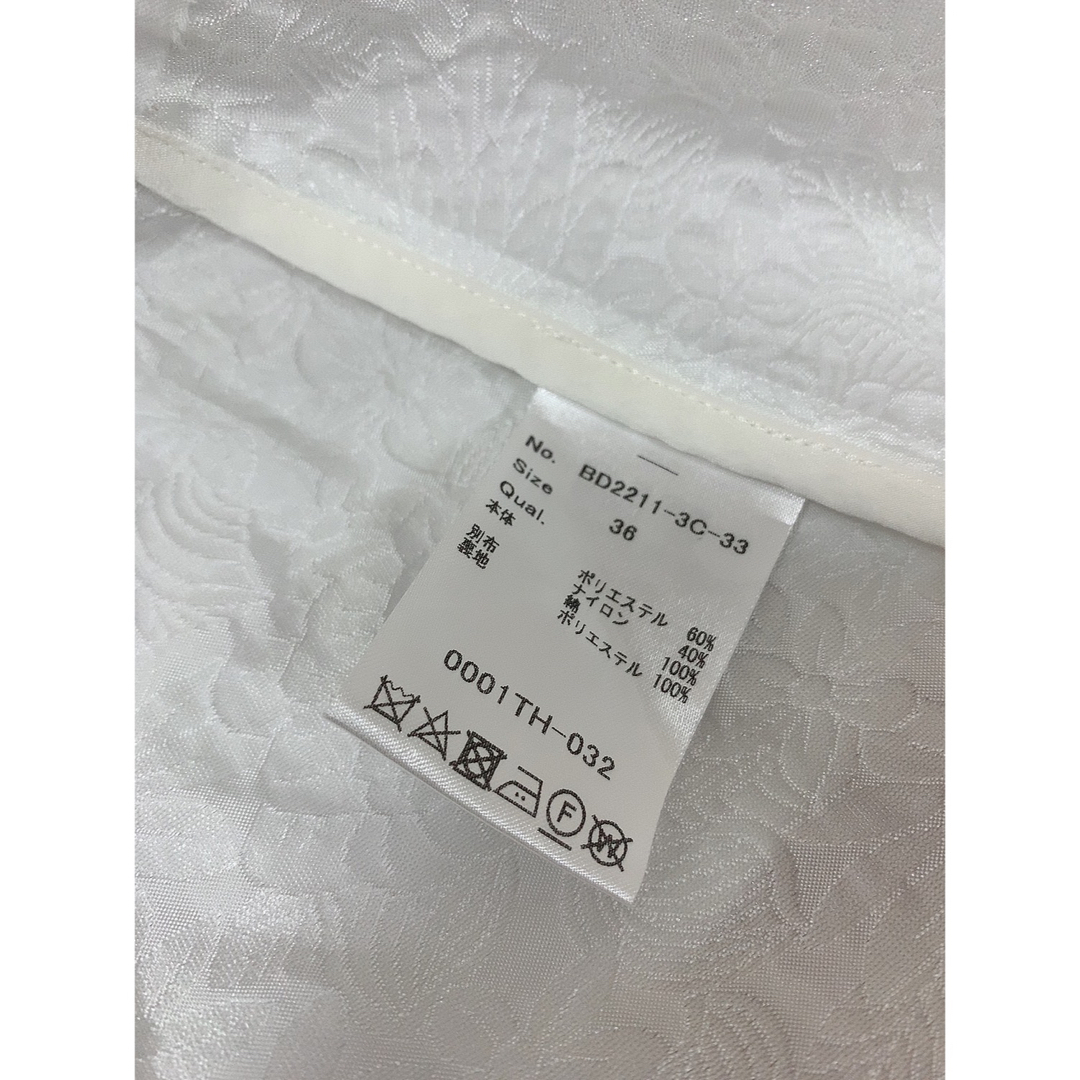 No. BD2211-3C-33
Size 36
Qual.
本体 ポリエステル 60%
ナイロン 40%
別布 綿 100%
裏地 ポリエステル 100%
0001TH-032
F
W